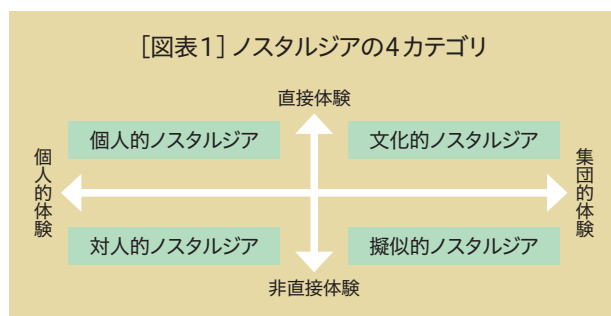 ［図表1］ノスタルジアの4カテゴリ
直接体験
個人的ノスタルジア
文化的ノスタルジア
個人的体験
集団的体験
対人的ノスタルジア
擬似的ノスタルジア
非直接体験